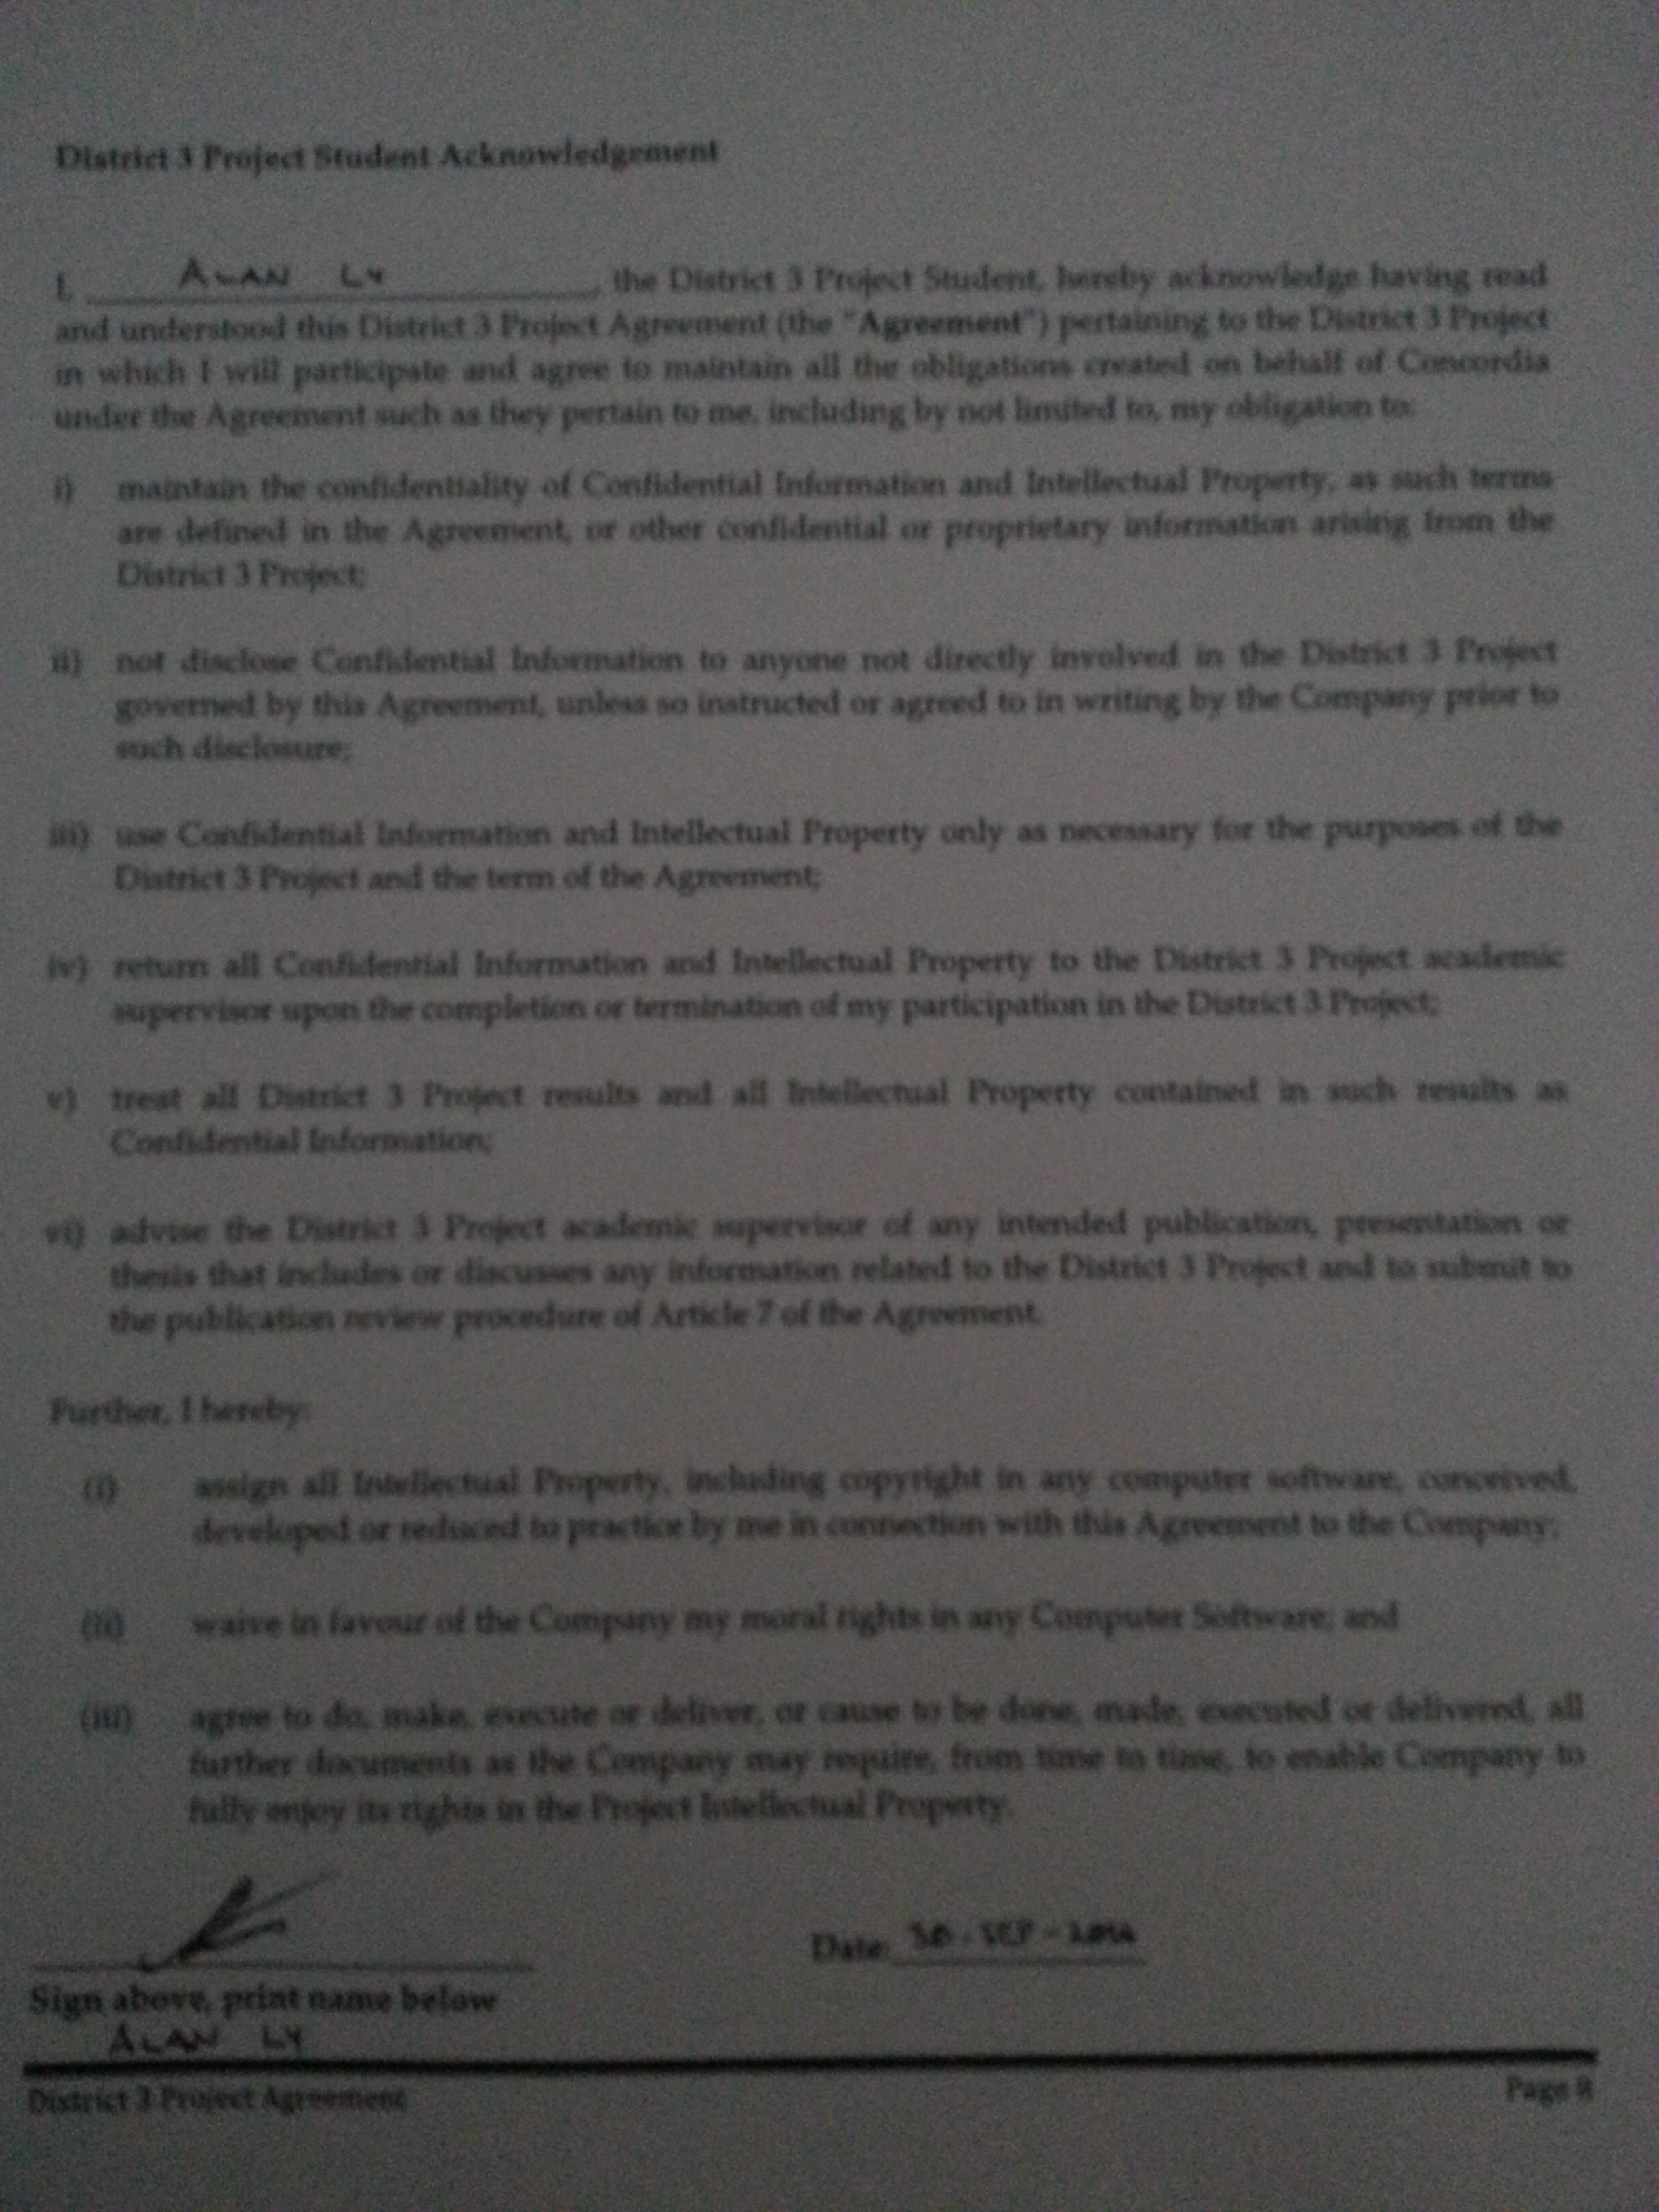 District 3 Project Student Acknowledgement
I, ALAN LY, the District 3 Project Student, hereby acknowledge having read
and understood this District 3 Project Agreement (the "Agreement") pertaining to the District 3 Project
in which I will participate and agree to maintain all the obligations created on behalf of Concordia
under the Agreement such as they pertain to me, including by not limited to, my obligation to:
i) maintain the confidentiality of Confidential Information and Intellectual Property, as such terms
are defined in the Agreement, or other confidential or proprietary information arising from the
District 3 Project;
ii) not disclose Confidential Information to anyone not directly involved in the District 3 Project
governed by this Agreement, unless so instructed or agreed to in writing by the Company prior to
such disclosure;
iii) use Confidential Information and Intellectual Property only as necessary for the purposes of the
District 3 Project and the term of the Agreement;
iv) return all Confidential Information and Intellectual Property to the District 3 Project academic
supervisor upon the completion or termination of my participation in the District 3 Project;
v) treat all District 3 Project results and all Intellectual Property contained in such results as
Confidential Information;
vi) advise the District 3 Project academic supervisor of any intended publication, presentation or
thesis that includes or discusses any information related to the District 3 Project and to submit to
the publication review procedure of Article 7 of the Agreement.
Further, I hereby:
(i) assign all Intellectual Property, including copyright in any computer software, conceived,
developed or reduced to practice by me in connection with this Agreement to the Company;
(ii) waive in favour of the Company my moral rights in any Computer Software; and
(iii) agree to do, make, execute or deliver, or cause to be done, made, executed or delivered, all
further documents as the Company may require, from time to time, to enable Company to
fully enjoy its rights in the Project Intellectual Property.
Date: SEP
Sign above, print name below
ALAN LY
District 3 Project Agreement
Page 8